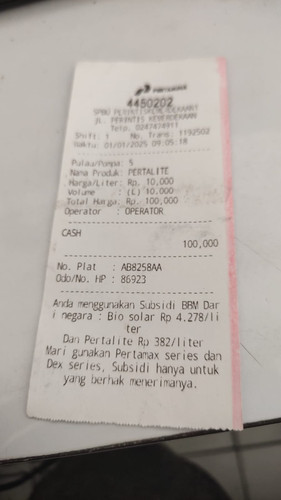 4450202
JL. PERINTIS KEMERDEKAAN
Telp. 0247474911
Shift: 1 No. Trans: 1192502
Waktu: 01/01/2025 09:05:18
Pulau/Pompa: 5
Nama Produk: PERTALITE
Harga/Liter: Rp. 10,000
Volume : (L) 10,000
Total Harga: Rp. 100,000
Operator : OPERATOR
CASH
100,000
No. Plat : AB8258AA
Odo/No. HP : 86923
Anda menggunakan Subsidi BBM Dar
i negara : Bio solar Rp 4.278/li
ter
Dan Pertalite Rp 382/liter
Mari gunakan Pertamax series dan
Dex series, Subsidi hanya untuk
yang berhak menerimanya.